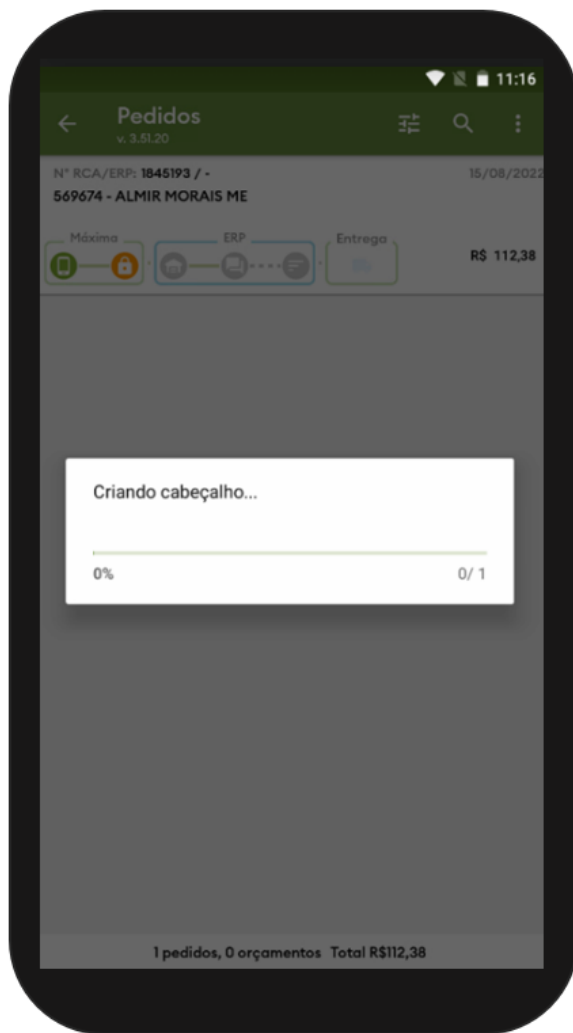 11:16
Pedidos
v. 3.51.20
N° RCA/ERP: 1845193 / - 15/08/2022
569674 - ALMIR MORAIS ME
Máxima ERP Entrega
R$ 112,38
Criando cabeçalho...
0% 0/ 1
1 pedidos, 0 orçamentos Total R$112,38